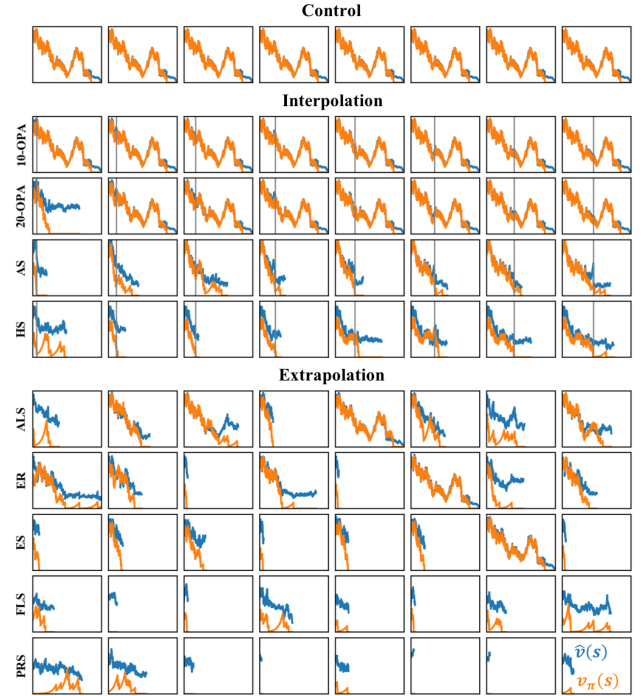 Control
Interpolation
10-OPA
20-OPA
AS
HS
Extrapolation
ALS
ER
ES
FLS
PRS
v̂(s)
vπ(s)